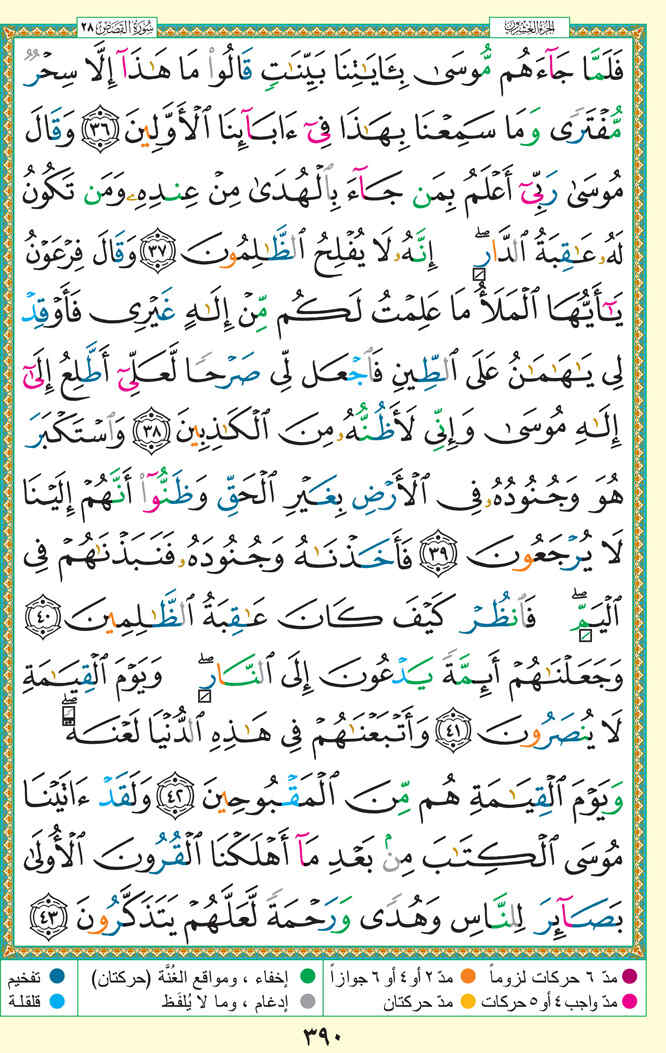 الجزء العشرون
سورة القصص ٢٨
فَلَمَّا جَآءَهُم مُّوسَىٰ بِـَٔايَٰتِنَا بَيِّنَٰتٖ قَالُواْ مَا هَٰذَآ إِلَّا سِحۡرٞ
مُّفۡتَرٗى وَمَا سَمِعۡنَا بِهَٰذَا فِيٓ ءَابَآئِنَا ٱلۡأَوَّلِينَ ٣٦ وَقَالَ
مُوسَىٰ رَبِّيٓ أَعۡلَمُ بِمَن جَآءَ بِٱلۡهُدَىٰ مِنۡ عِندِهِۦ وَمَن تَكُونُ
لَهُۥ عَٰقِبَةُ ٱلدَّارِۖ إِنَّهُۥ لَا يُفۡلِحُ ٱلظَّٰلِمُونَ ٣٧ وَقَالَ فِرۡعَوۡنُ
يَٰٓأَيُّهَا ٱلۡمَلَأُ مَا عَلِمۡتُ لَكُم مِّنۡ إِلَٰهٍ غَيۡرِي فَأَوۡقِدۡ
لِي يَٰهَٰمَٰنُ عَلَى ٱلطِّينِ فَٱجۡعَل لِّي صَرۡحٗا لَّعَلِّيٓ أَطَّلِعُ إِلَىٰٓ
إِلَٰهِ مُوسَىٰ وَإِنِّي لَأَظُنُّهُۥ مِنَ ٱلۡكَٰذِبِينَ ٣٨ وَٱسۡتَكۡبَرَ
هُوَ وَجُنُودُهُۥ فِي ٱلۡأَرۡضِ بِغَيۡرِ ٱلۡحَقِّ وَظَنُّوٓاْ أَنَّهُمۡ إِلَيۡنَا
لَا يُرۡجَعُونَ ٣٩ فَأَخَذۡنَٰهُ وَجُنُودَهُۥ فَنَبَذۡنَٰهُمۡ فِي
ٱلۡيَمِّۖ فَٱنظُرۡ كَيۡفَ كَانَ عَٰقِبَةُ ٱلظَّٰلِمِينَ ٤٠
وَجَعَلۡنَٰهُمۡ أَئِمَّةٗ يَدۡعُونَ إِلَى ٱلنَّارِۖ وَيَوۡمَ ٱلۡقِيَٰمَةِ
لَا يُنصَرُونَ ٤١ وَأَتۡبَعۡنَٰهُمۡ فِي هَٰذِهِ ٱلدُّنۡيَا لَعۡنَةٗۖ
وَيَوۡمَ ٱلۡقِيَٰمَةِ هُم مِّنَ ٱلۡمَقۡبُوحِينَ ٤٢ وَلَقَدۡ ءَاتَيۡنَا
مُوسَى ٱلۡكِتَٰبَ مِنۢ بَعۡدِ مَآ أَهۡلَكۡنَا ٱلۡقُرُونَ ٱلۡأُولَىٰ
بَصَآئِرَ لِلنَّاسِ وَهُدٗى وَرَحۡمَةٗ لَّعَلَّهُمۡ يَتَذَكَّرُونَ ٤٣
مدّ ٦ حركات لزوماً مدّ ٢ أو ٤ أو ٦ جوازاً إخفاء ، ومواقع الغُنَّة (حركتان) تفخيم
مدّ واجب ٤ أو ٥ حركات مدّ حركتان إدغام ، وما لا يُلفَظ قلقلة
٣٩٠